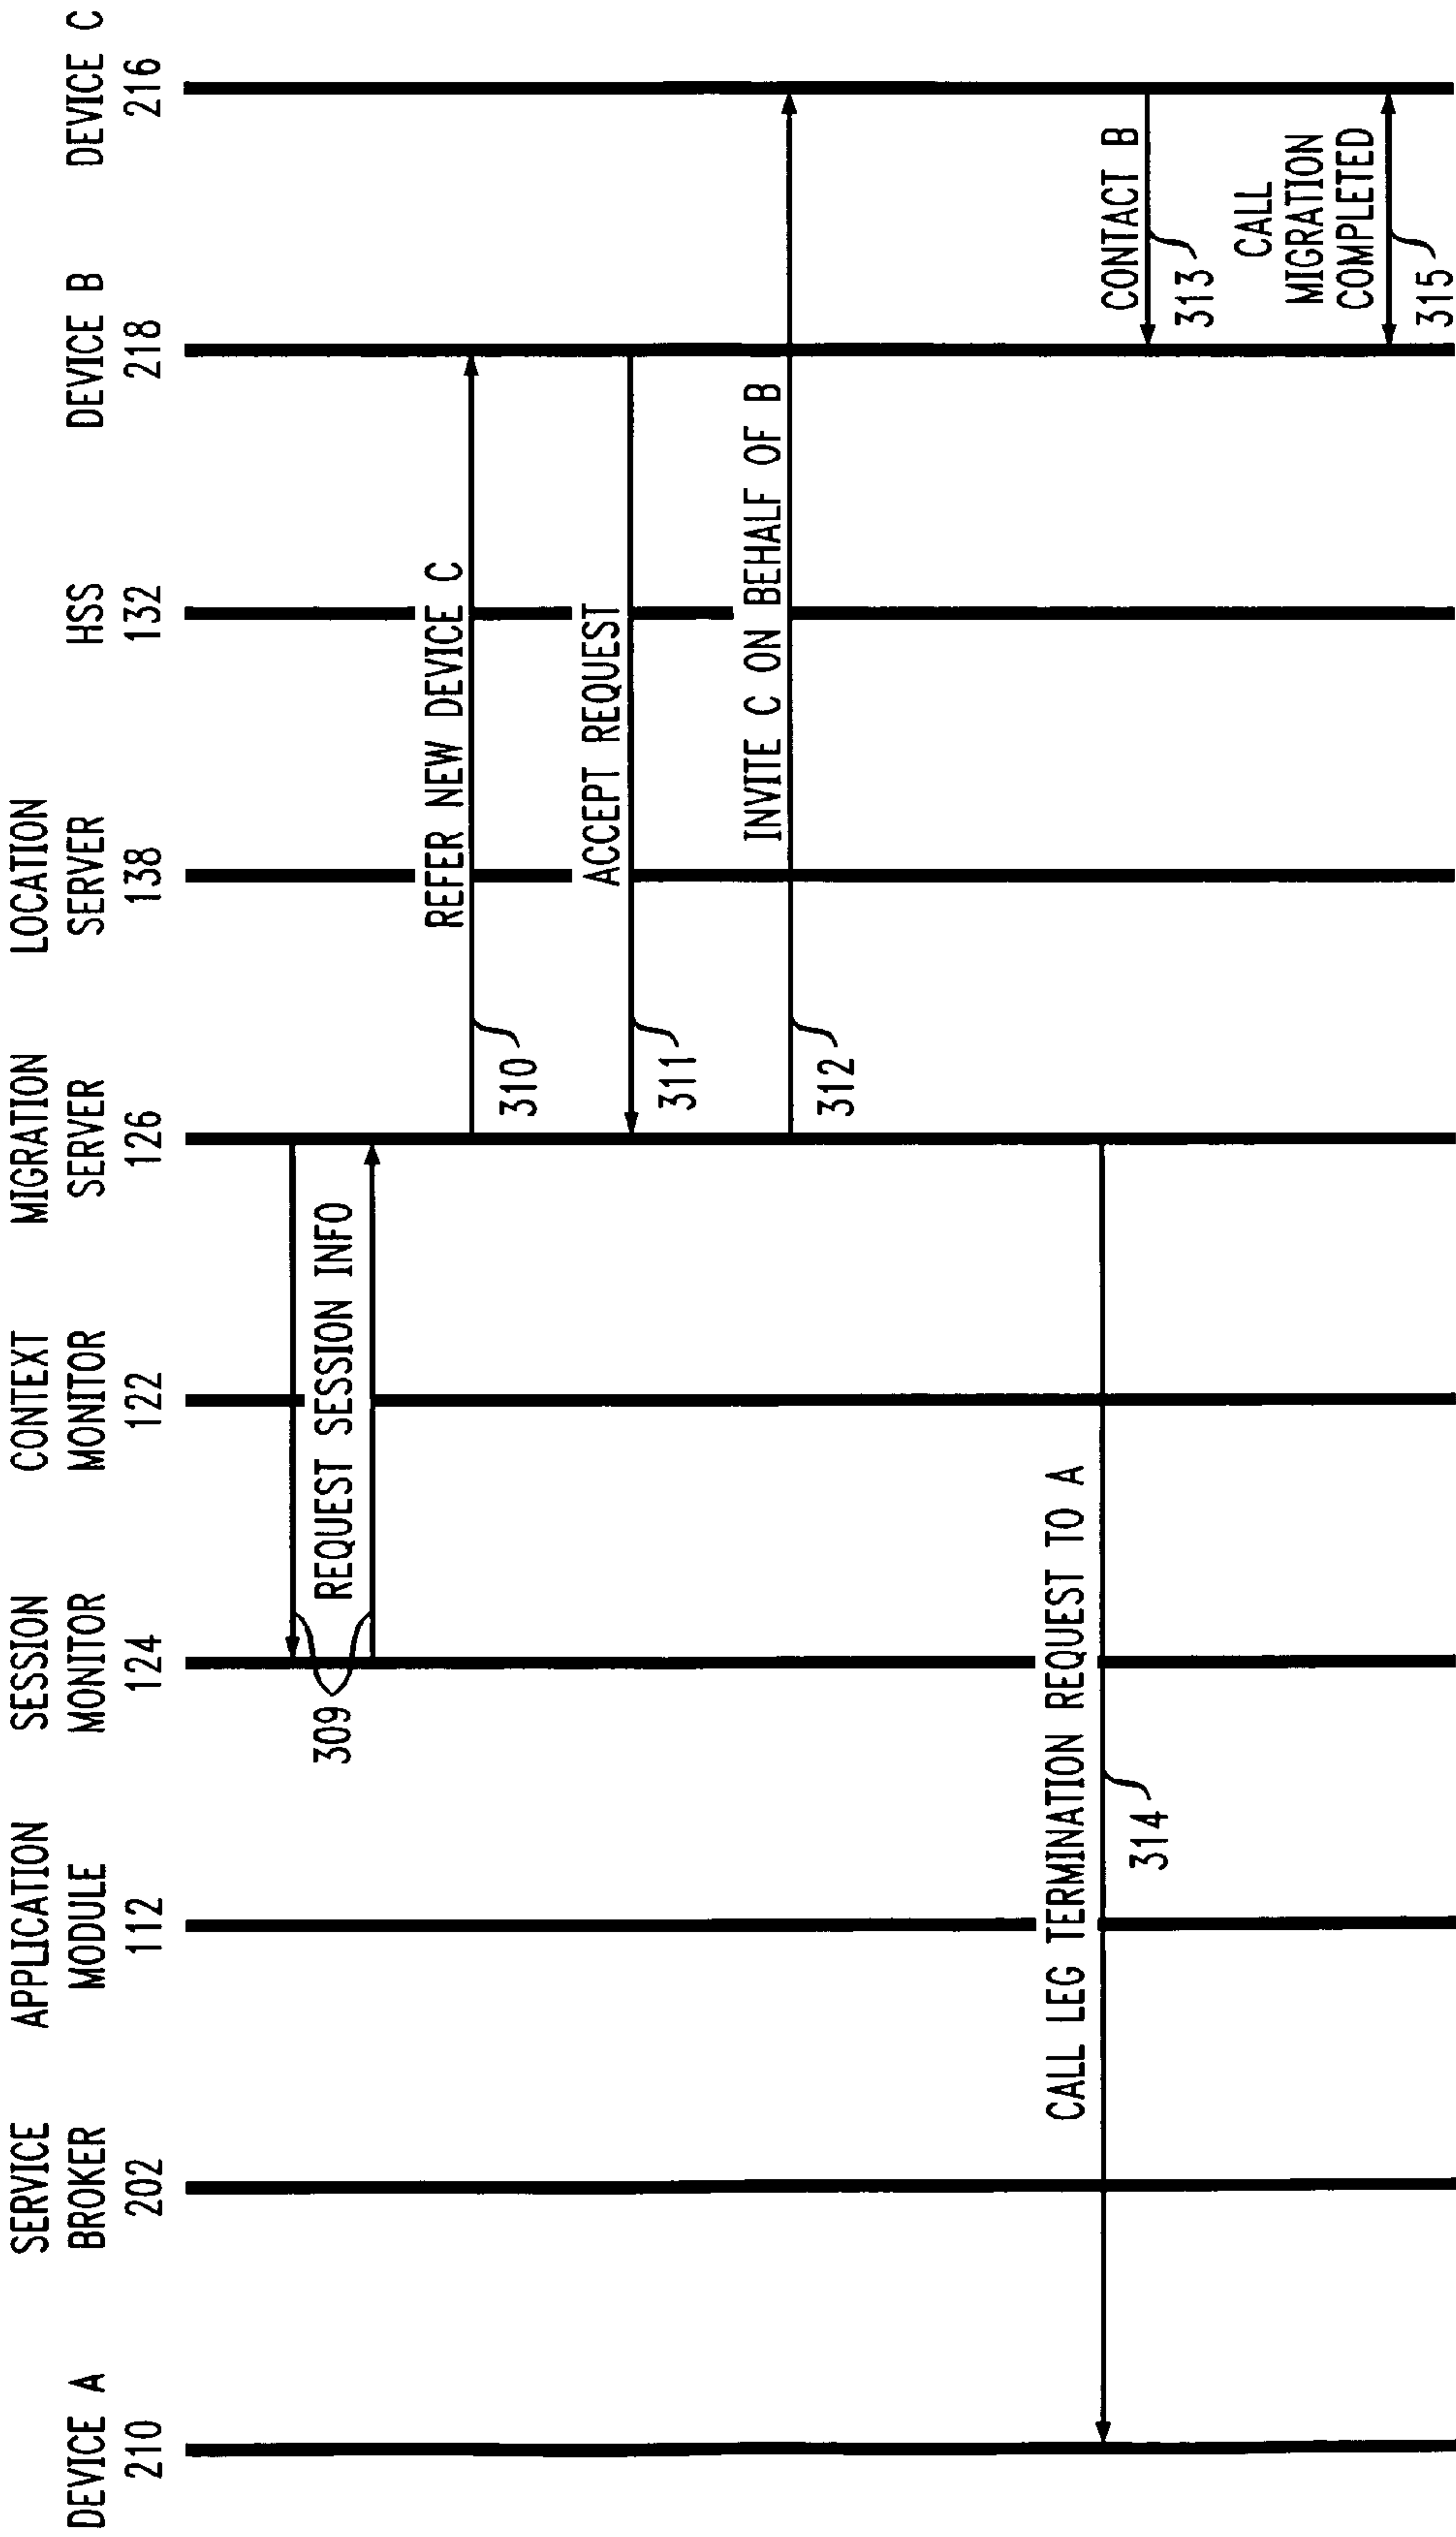 DEVICE A
210
SERVICE
BROKER
202
APPLICATION
MODULE
112
SESSION
MONITOR
124
CONTEXT
MONITOR
122
MIGRATION
SERVER
126
LOCATION
SERVER
138
HSS
132
DEVICE B
218
DEVICE C
216
REQUEST SESSION INFO
309
REFER NEW DEVICE C
310
ACCEPT REQUEST
311
INVITE C ON BEHALF OF B
312
CALL LEG TERMINATION REQUEST TO A
314
CONTACT B
313
CALL
MIGRATION
COMPLETED
315